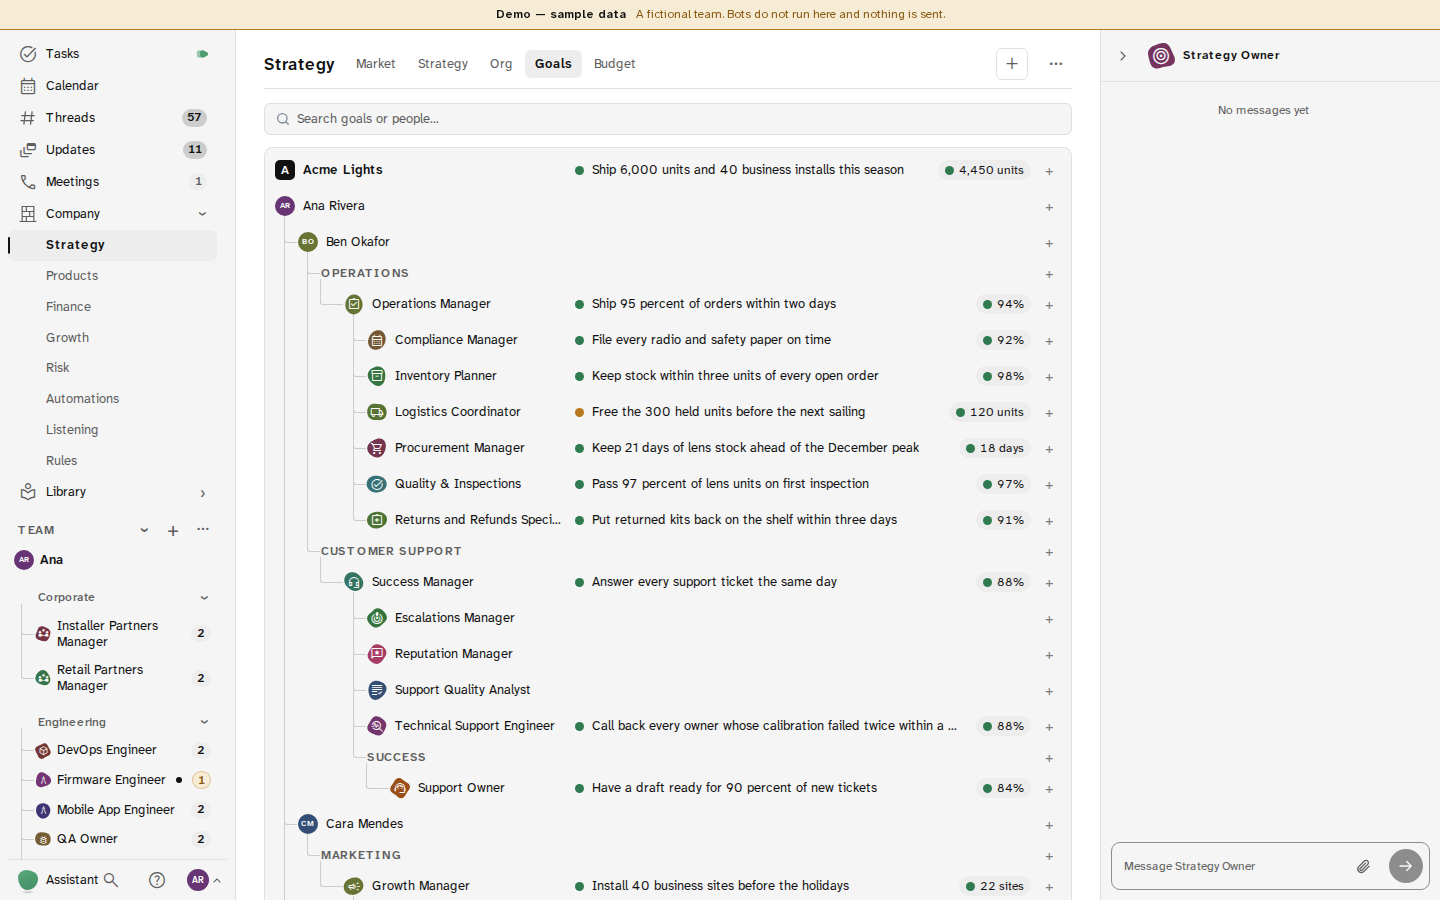 Demo — sample data A fictional team. Bots do not run here and nothing is sent.
Tasks
Calendar
Threads 57
Updates 11
Meetings 1
Company
Strategy
Products
Finance
Growth
Risk
Automations
Listening
Rules
Library
TEAM
AR Ana
Corporate
Installer Partners
Manager 2
Retail Partners
Manager 2
Engineering
DevOps Engineer 2
Firmware Engineer 1
Mobile App Engineer 2
QA Owner 2
Assistant
AR
Strategy Market Strategy Org Goals Budget
Search goals or people...
A Acme Lights Ship 6,000 units and 40 business installs this season 4,450 units
AR Ana Rivera
BO Ben Okafor
OPERATIONS
Operations Manager Ship 95 percent of orders within two days 94%
Compliance Manager File every radio and safety paper on time 92%
Inventory Planner Keep stock within three units of every open order 98%
Logistics Coordinator Free the 300 held units before the next sailing 120 units
Procurement Manager Keep 21 days of lens stock ahead of the December peak 18 days
Quality & Inspections Pass 97 percent of lens units on first inspection 97%
Returns and Refunds Speci... Put returned kits back on the shelf within three days 91%
CUSTOMER SUPPORT
Success Manager Answer every support ticket the same day 88%
Escalations Manager
Reputation Manager
Support Quality Analyst
Technical Support Engineer Call back every owner whose calibration failed twice within a ... 88%
SUCCESS
Support Owner Have a draft ready for 90 percent of new tickets 84%
CM Cara Mendes
MARKETING
Growth Manager Install 40 business sites before the holidays 22 sites
Strategy Owner
No messages yet
Message Strategy Owner